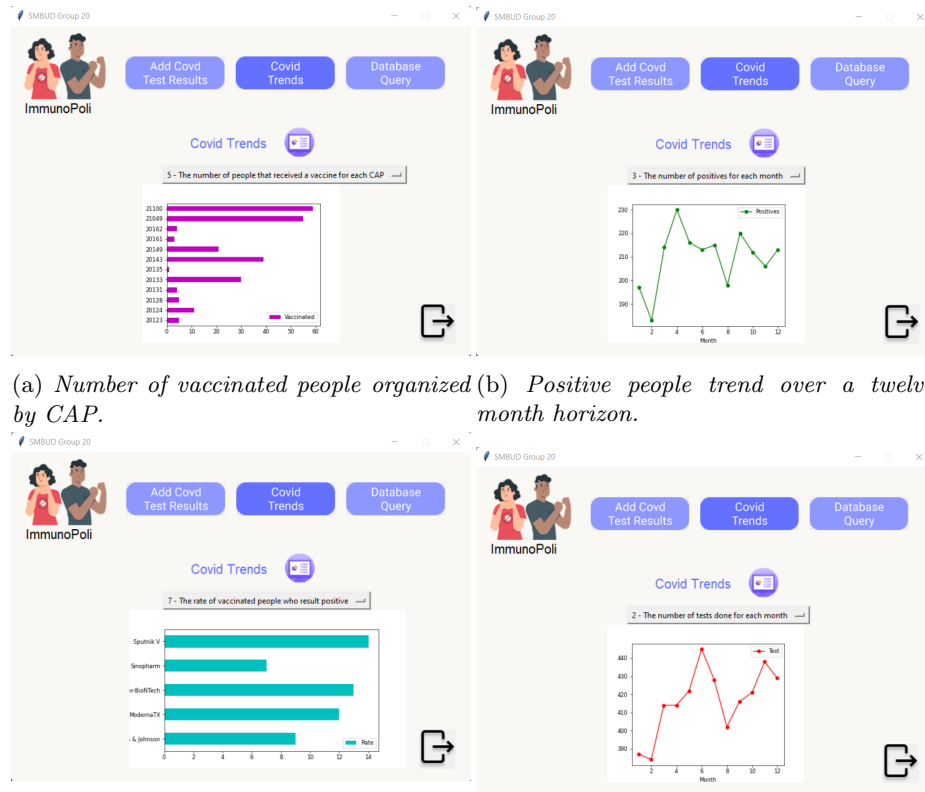 SMBUD Group 20
Add Covd
Test Results
Covid
Trends
Database
Query
ImmunoPoli
Covid Trends
5 - The number of people that received a vaccine for each CAP
21100
21049
20162
20161
20149
20143
20135
20133
20131
20128
20124
20123
Vaccinated
0 10 20 30 40 50 60
SMBUD Group 20
Add Covd
Test Results
Covid
Trends
Database
Query
ImmunoPoli
Covid Trends
3 - The number of positives for each month
Positives
230
220
210
200
190
2 4 6 8 10 12
Month
(a) Number of vaccinated people organized
by CAP.
(b) Positive people trend over a twelv
month horizon.
SMBUD Group 20
Add Covd
Test Results
Covid
Trends
Database
Query
ImmunoPoli
Covid Trends
7 - The rate of vaccinated people who result positive
Sputnik V
Sinopharm
er-BioNTech
ModernaTX
& Johnson
Rate
0 2 4 6 8 10 12 14
SMBUD Group 20
Add Covd
Test Results
Covid
Trends
Database
Query
ImmunoPoli
Covid Trends
2 - The number of tests done for each month
Test
440
430
420
410
400
390
2 4 6 8 10 12
Month